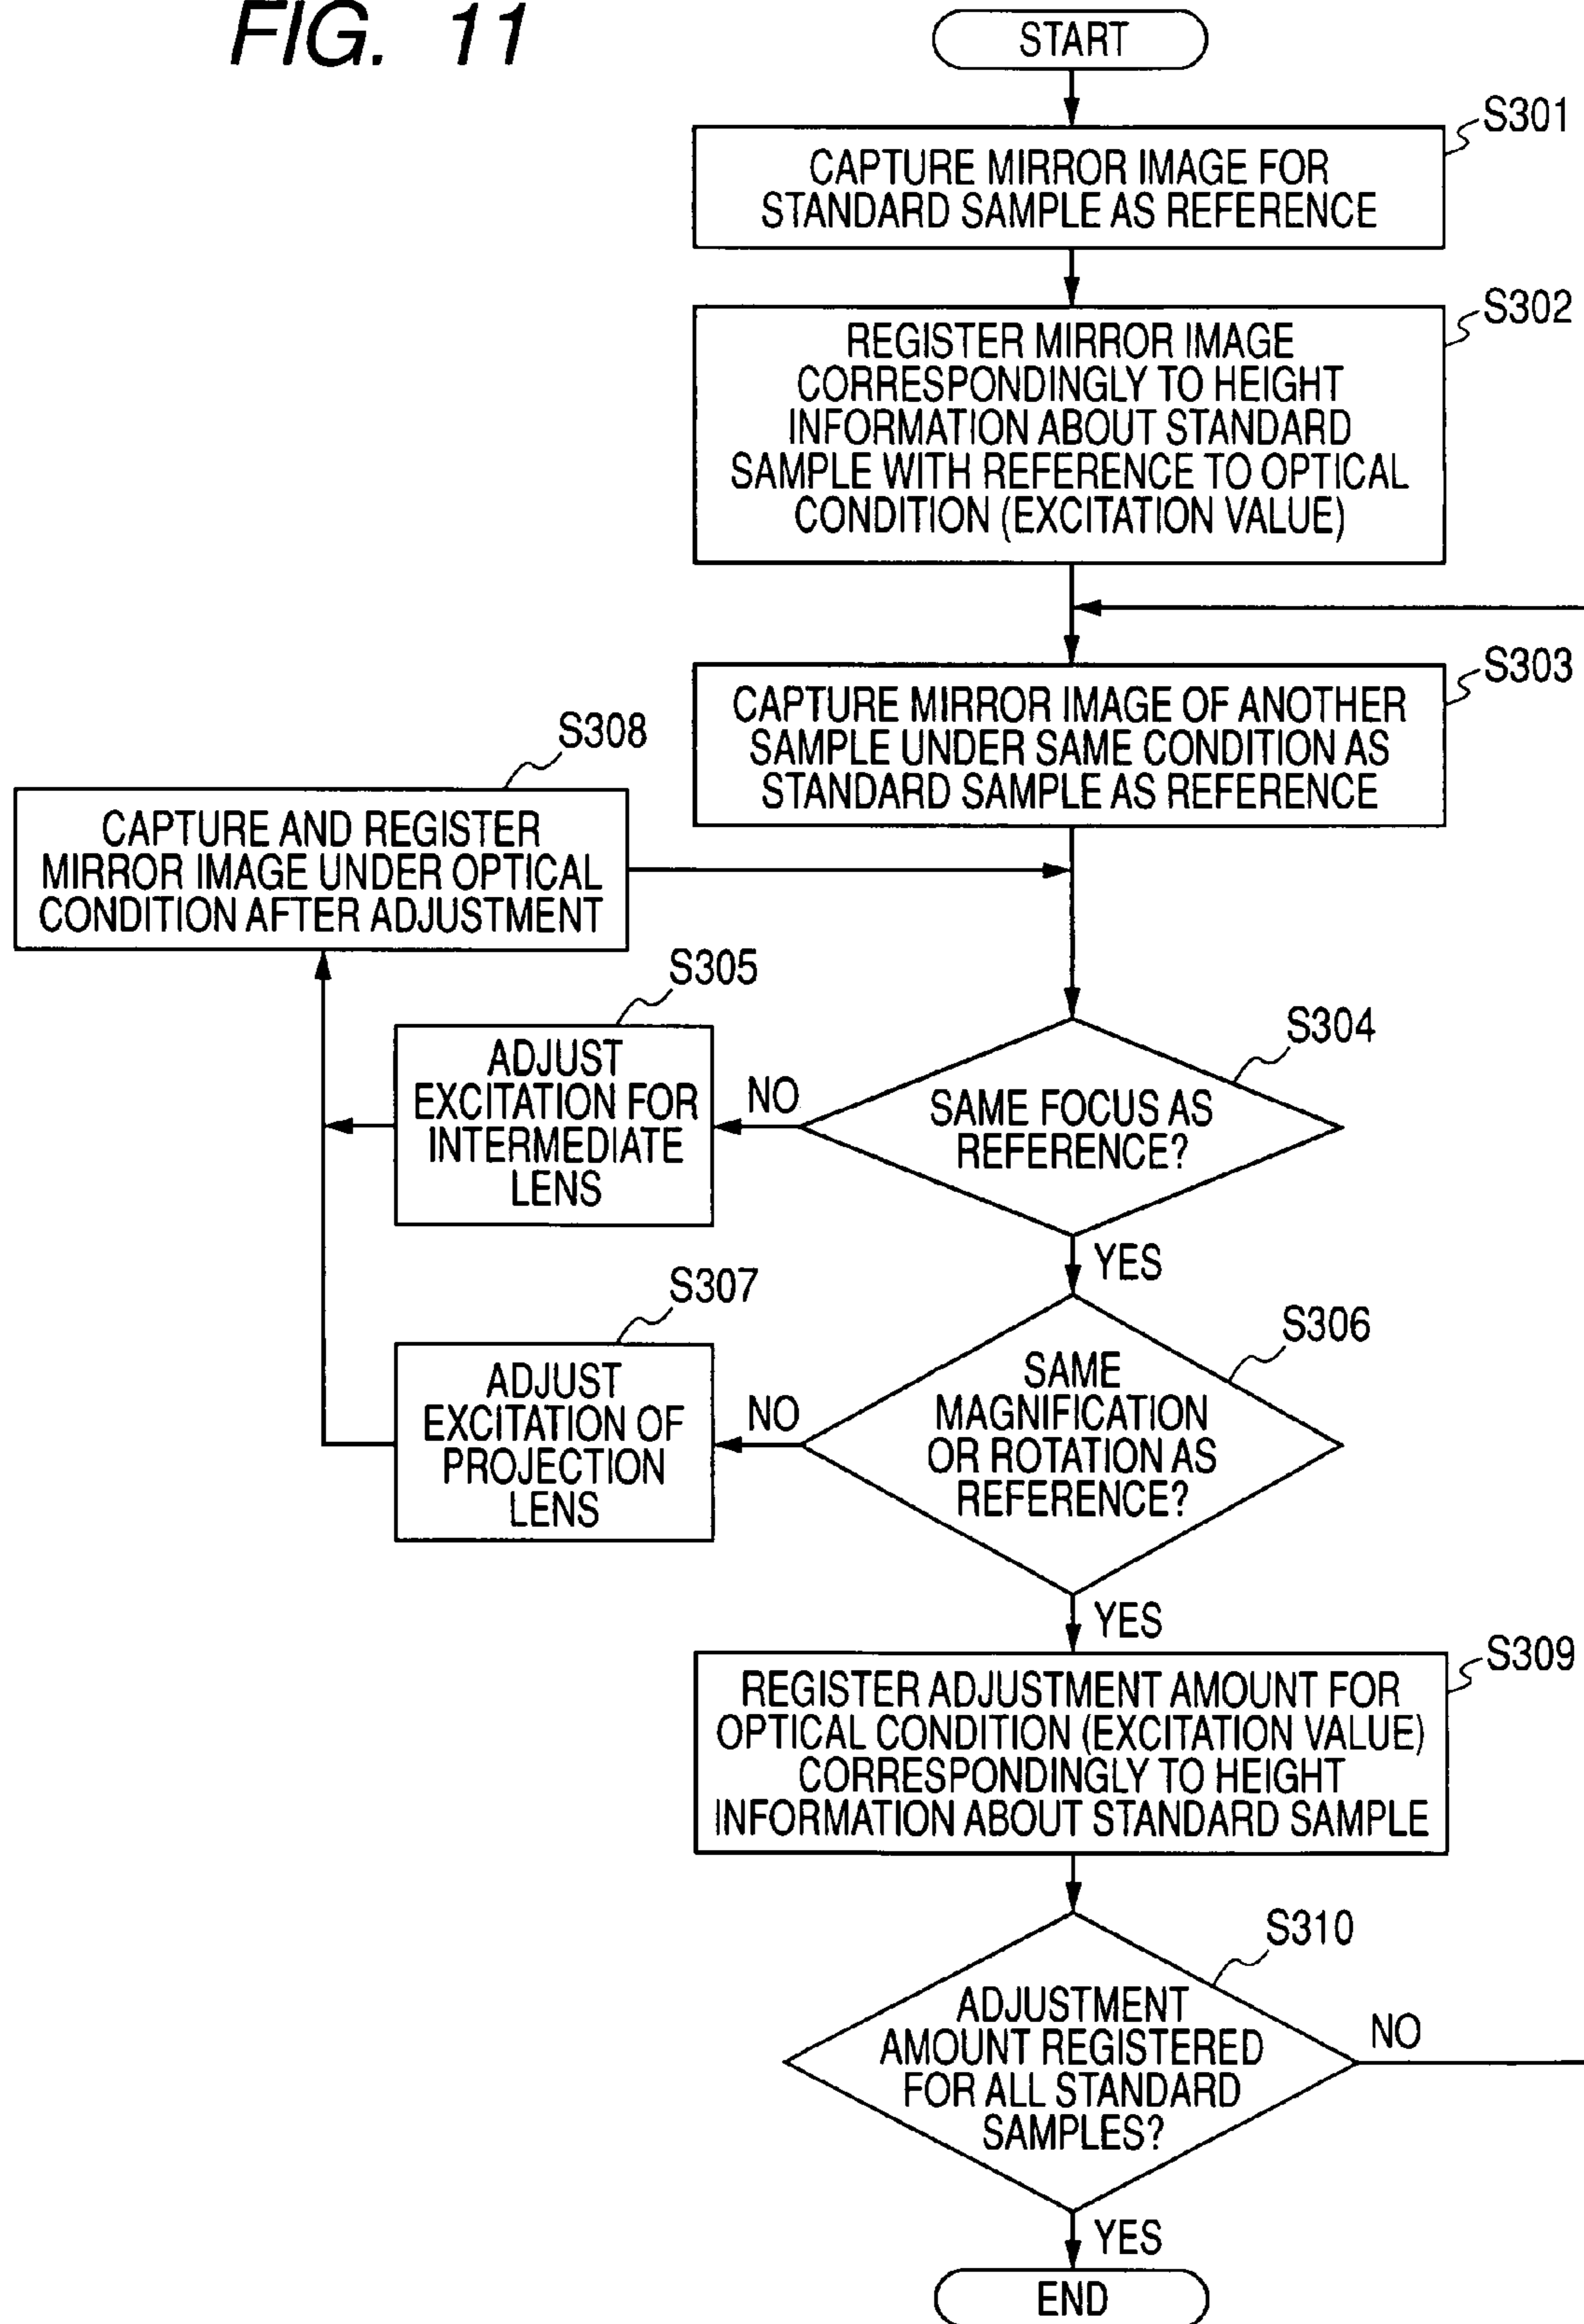 FIG. 11
START
S301
CAPTURE MIRROR IMAGE FOR
STANDARD SAMPLE AS REFERENCE
S302
REGISTER MIRROR IMAGE
CORRESPONDINGLY TO HEIGHT
INFORMATION ABOUT STANDARD
SAMPLE WITH REFERENCE TO OPTICAL
CONDITION (EXCITATION VALUE)
S303
CAPTURE MIRROR IMAGE OF ANOTHER
SAMPLE UNDER SAME CONDITION AS
STANDARD SAMPLE AS REFERENCE
S308
CAPTURE AND REGISTER
MIRROR IMAGE UNDER OPTICAL
CONDITION AFTER ADJUSTMENT
S304
SAME FOCUS AS
REFERENCE?
NO
S305
ADJUST
EXCITATION FOR
INTERMEDIATE
LENS
YES
S306
SAME
MAGNIFICATION
OR ROTATION AS
REFERENCE?
NO
S307
ADJUST
EXCITATION OF
PROJECTION
LENS
YES
S309
REGISTER ADJUSTMENT AMOUNT FOR
OPTICAL CONDITION (EXCITATION VALUE)
CORRESPONDINGLY TO HEIGHT
INFORMATION ABOUT STANDARD SAMPLE
S310
ADJUSTMENT
AMOUNT REGISTERED
FOR ALL STANDARD
SAMPLES?
NO
YES
END